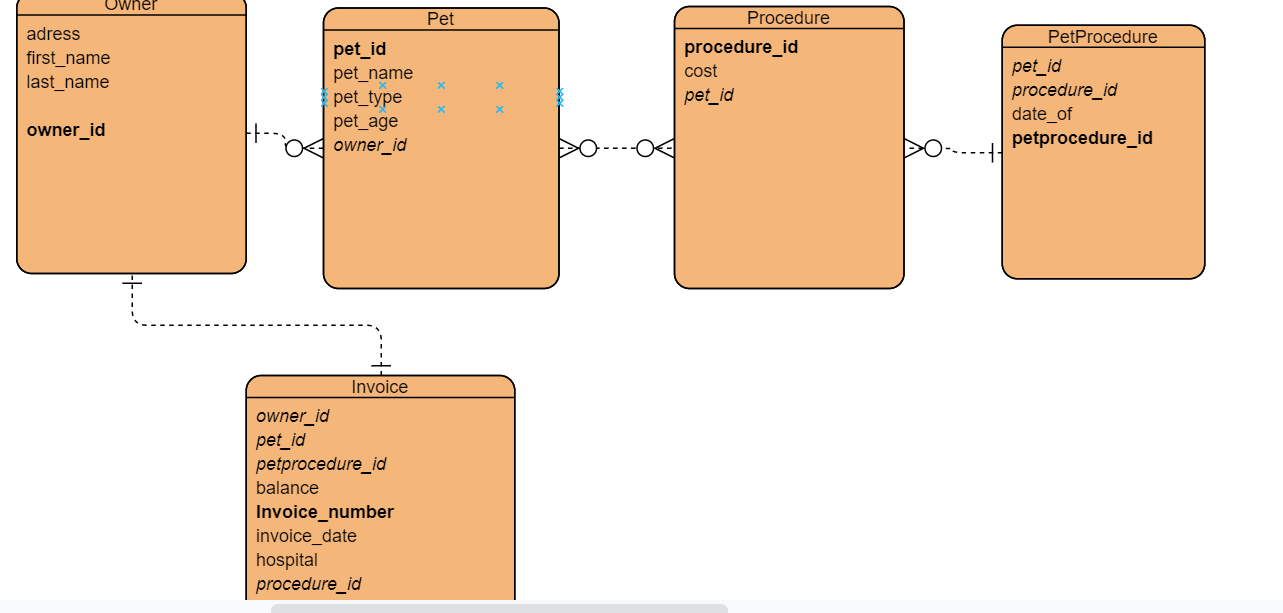 Owner
adress
first_name
last_name
owner_id
Pet
pet_id
pet_name
pet_type
pet_age
owner_id
Procedure
procedure_id
cost
pet_id
PetProcedure
pet_id
procedure_id
date_of
petprocedure_id
Invoice
owner_id
pet_id
petprocedure_id
balance
Invoice_number
invoice_date
hospital
procedure_id